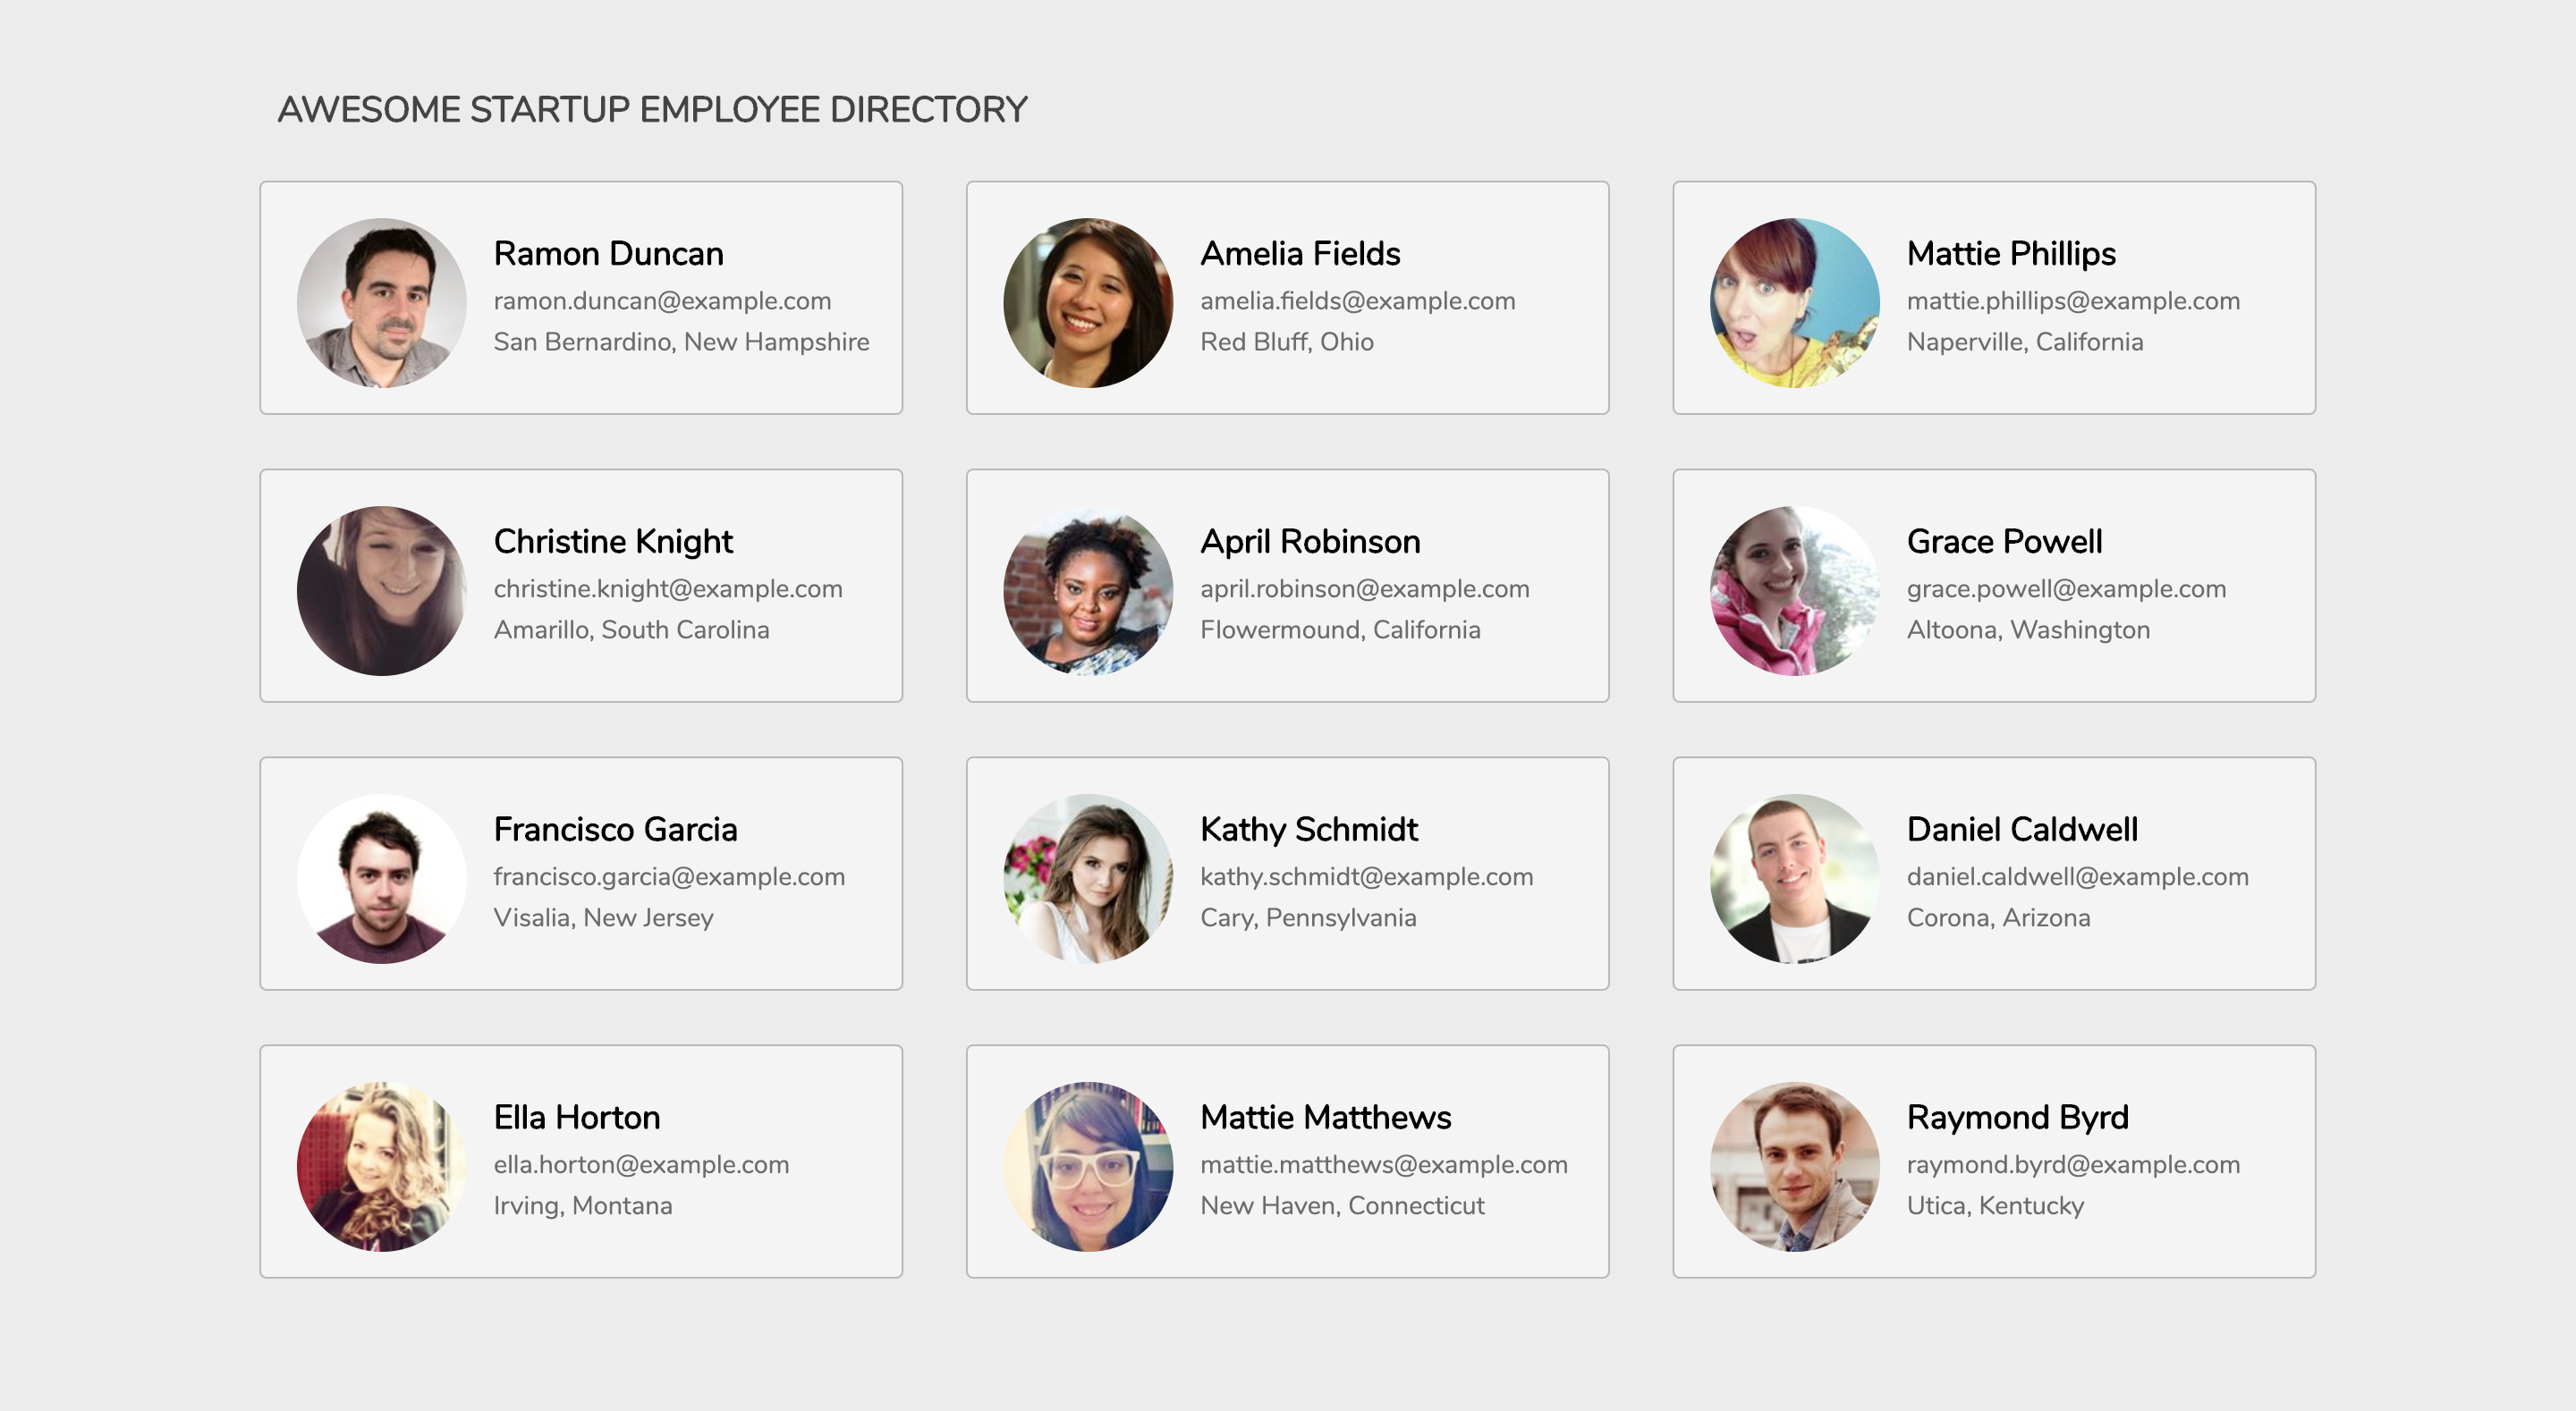 AWESOME STARTUP EMPLOYEE DIRECTORY
Ramon Duncan
ramon.duncan@example.com
San Bernardino, New Hampshire
Amelia Fields
amelia.fields@example.com
Red Bluff, Ohio
Mattie Phillips
mattie.phillips@example.com
Naperville, California
Christine Knight
christine.knight@example.com
Amarillo, South Carolina
April Robinson
april.robinson@example.com
Flowermound, California
Grace Powell
grace.powell@example.com
Altoona, Washington
Francisco Garcia
francisco.garcia@example.com
Visalia, New Jersey
Kathy Schmidt
kathy.schmidt@example.com
Cary, Pennsylvania
Daniel Caldwell
daniel.caldwell@example.com
Corona, Arizona
Ella Horton
ella.horton@example.com
Irving, Montana
Mattie Matthews
mattie.matthews@example.com
New Haven, Connecticut
Raymond Byrd
raymond.byrd@example.com
Utica, Kentucky